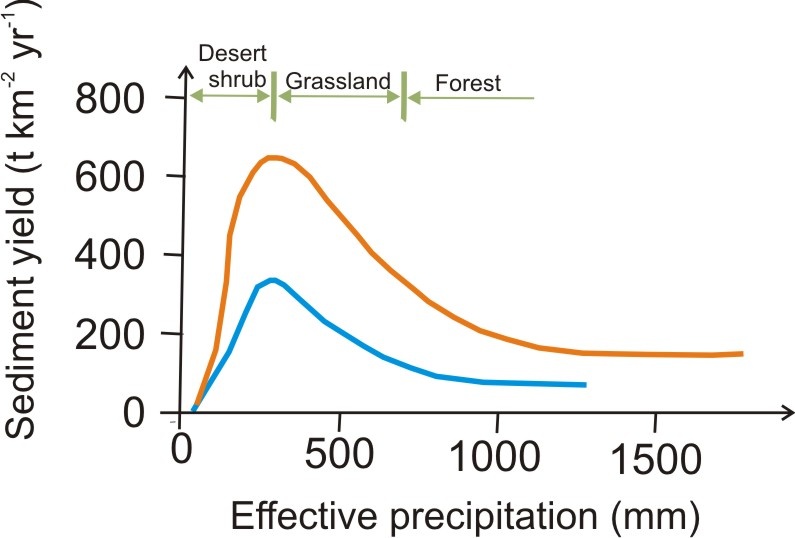 Sediment yield (t km⁻² yr⁻¹)
Desert
shrub
Grassland
Forest
800
600
400
200
0
0
500
1000
1500
Effective precipitation (mm)